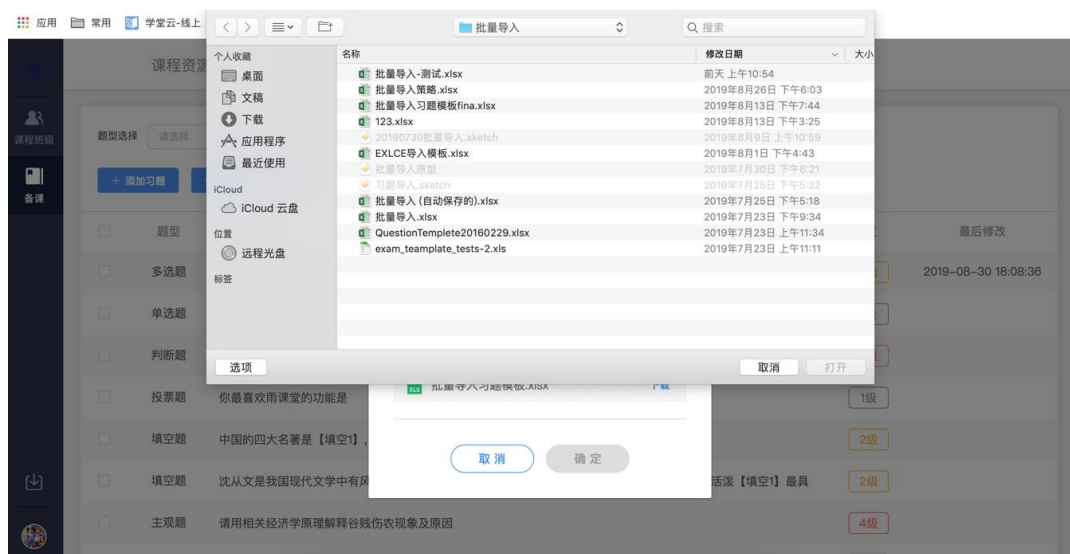 应用 常用 学堂云-线上
批量导入
搜索
课程资源
课程班级
备课
题型选择 请选择
+ 添加习题
题型 最后修改
个人收藏
桌面
文稿
下载
应用程序
最近使用
iCloud
iCloud 云盘
位置
远程光盘
标签
名称 修改日期 大小
批量导入-测试.xlsx 前天 上午10:54
批量导入策略.xlsx 2019年8月26日 下午6:03
批量导入习题模板fina.xlsx 2019年8月13日 下午7:44
123.xlsx 2019年8月13日 下午3:25
20190730批量导入.sketch 2019年8月9日 上午10:59
EXLCE导入模板.xlsx 2019年8月1日 下午4:43
批量导入原型 2019年7月30日 下午6:21
习题导入.sketch 2019年7月25日 下午5:22
批量导入 (自动保存的).xlsx 2019年7月25日 下午5:18
批量导入.xlsx 2019年7月23日 下午9:34
QuestionTemplete20160229.xlsx 2019年7月23日 上午11:34
exam_teamplate_tests-2.xls 2019年7月23日 上午11:11
选项 取消 打开
多选题 2019-08-30 18:08:36
单选题
判断题
XLS 批量导入习题模板.xlsx 下载
投票题 你最喜欢雨课堂的功能是 1级
填空题 中国的四大名著是【填空1】, 2级
取消 确定
填空题 沈从文是我国现代文学中有风 活泼【填空1】最具 2级
主观题 请用相关经济学原理解释谷贱伤农现象及原因 4级